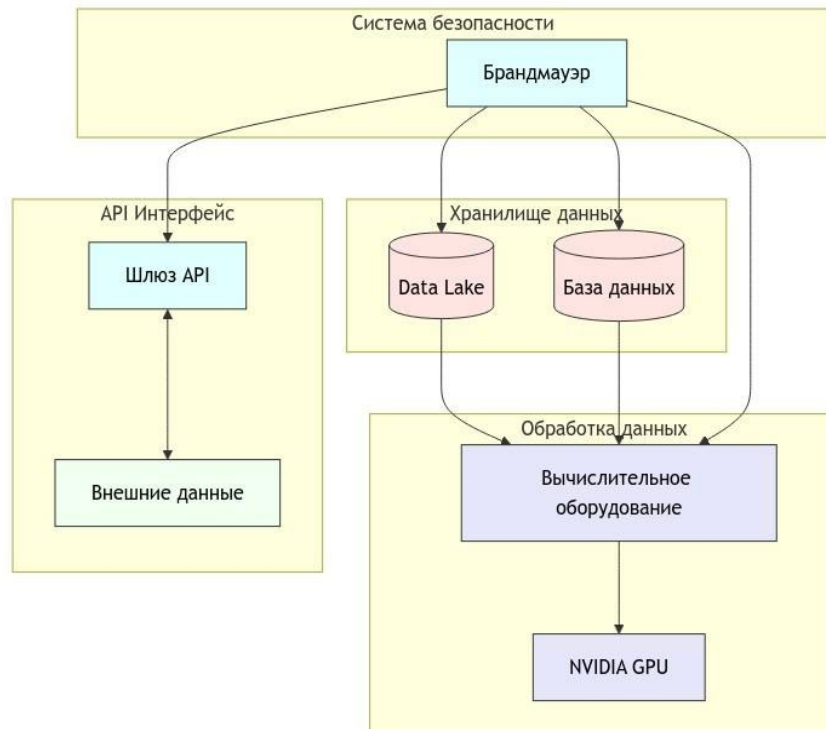 Система безопасности
Брандмауэр
API Интерфейс
Шлюз API
Внешние данные
Хранилище данных
Data Lake
База данных
Обработка данных
Вычислительное
оборудование
NVIDIA GPU